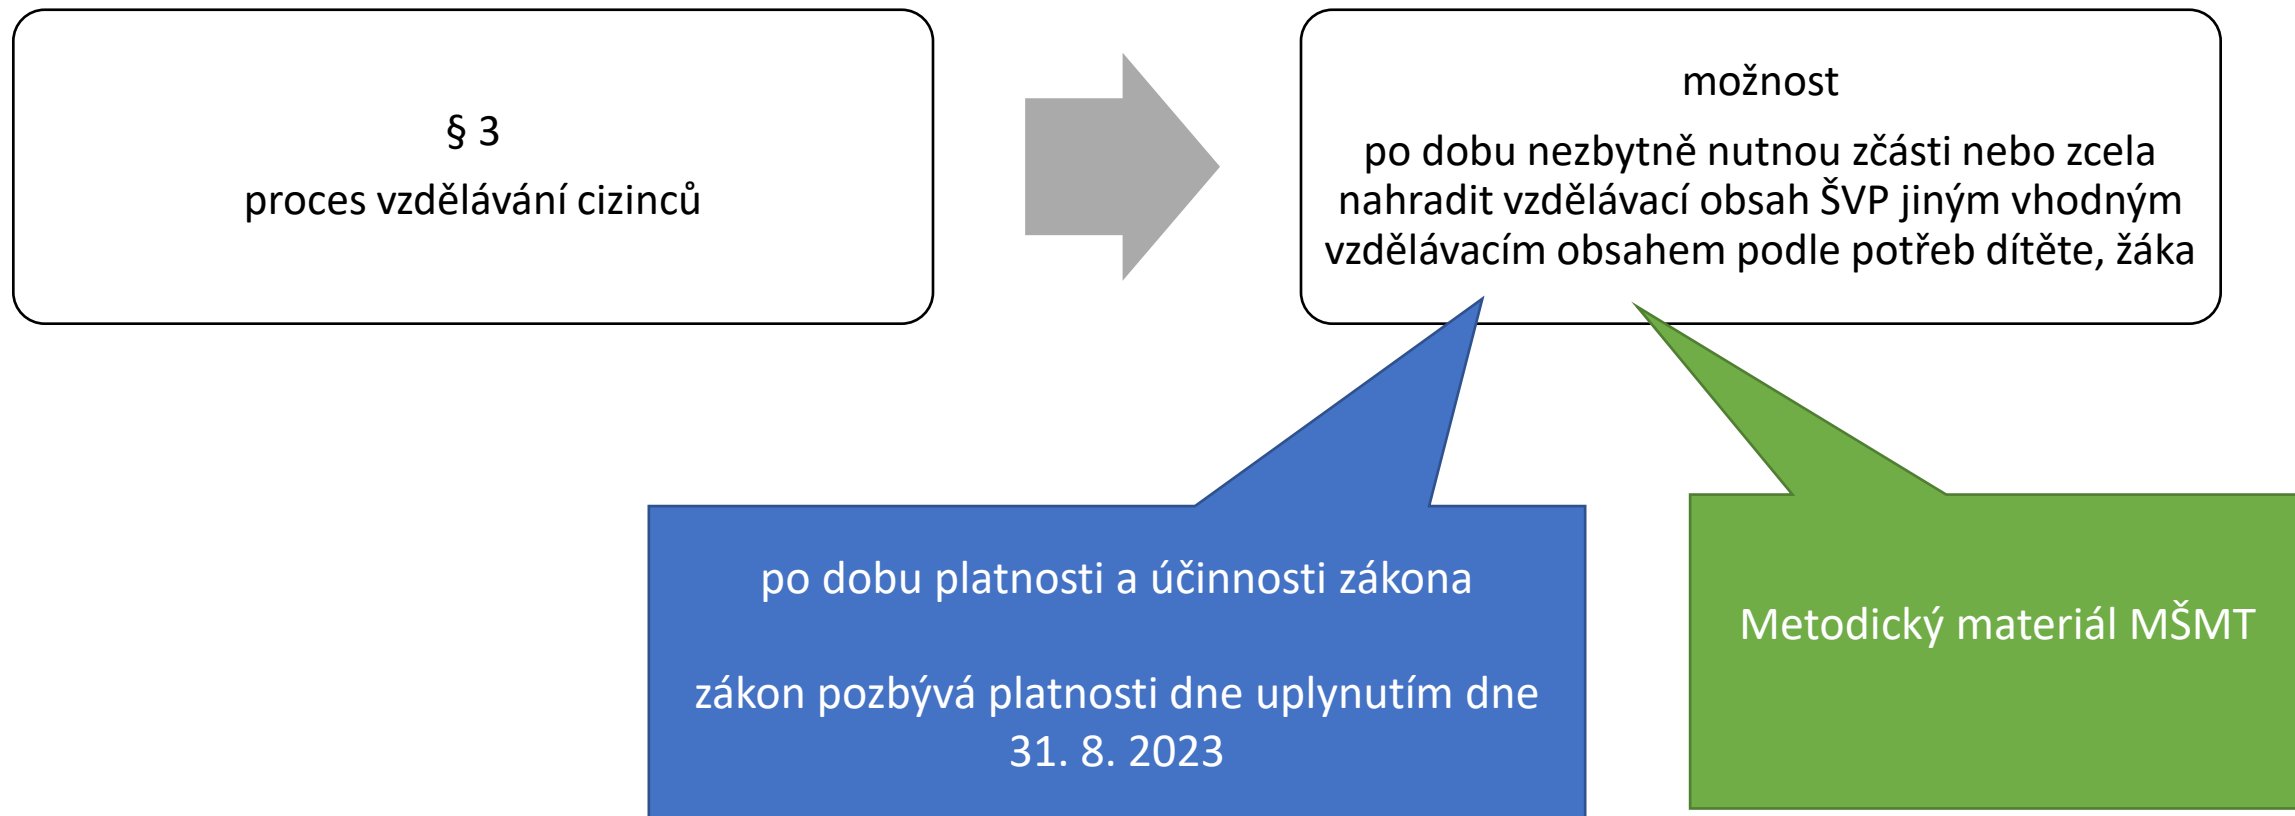 § 3
proces vzdělávání cizinců
možnost
po dobu nezbytně nutnou zčásti nebo zcela
nahradit vzdělávací obsah ŠVP jiným vhodným
vzdělávacím obsahem podle potřeb dítěte, žáka
po dobu platnosti a účinnosti zákona
zákon pozbývá platnosti dne uplynutím dne
31. 8. 2023
Metodický materiál MŠMT